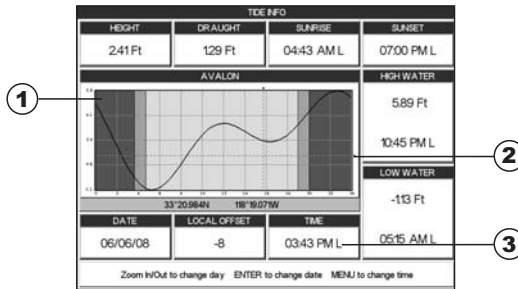 TIDE INFO
HEIGHT DRAUGHT SUNRISE SUNSET
2.41 Ft 1.29 Ft 04:43 AM L 07:00 PM L
AVALON HIGH WATER
1 5.89 Ft
10:45 PM L
2
LOW WATER
33°20.984N 118°19.071W -1.13 Ft
DATE LOCAL OFFSET TIME
06/06/08 -8 03:43 PM L 05:15 AM L 3
Zoom In/Out to change day ENTER to change date MENU to change time